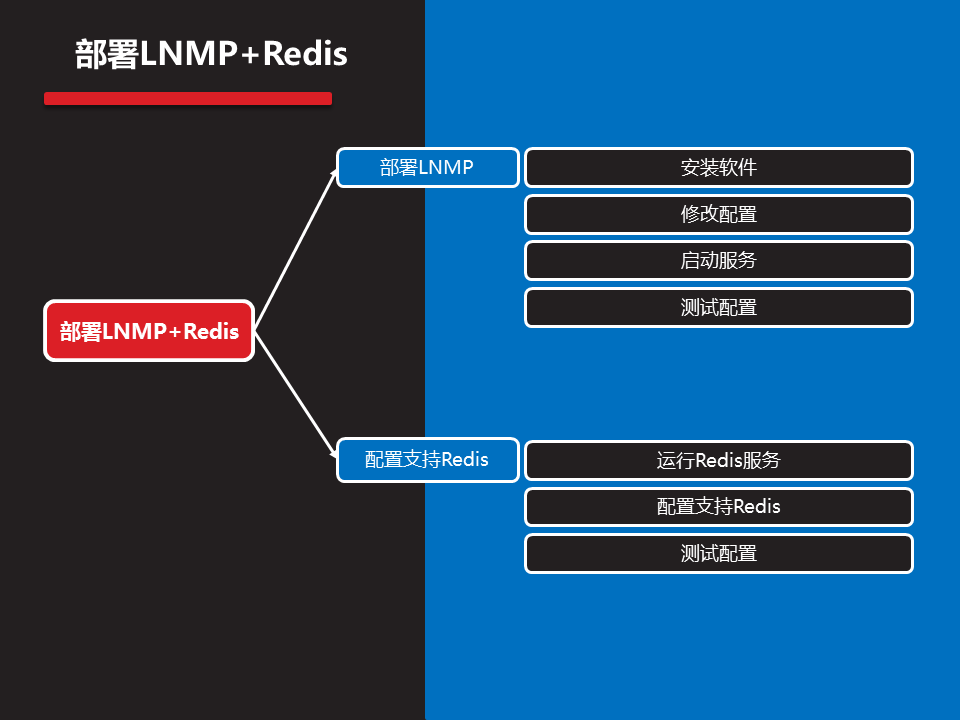 部署LNMP+Redis
部署LNMP+Redis
部署LNMP
安装软件
修改配置
启动服务
测试配置
配置支持Redis
运行Redis服务
配置支持Redis
测试配置